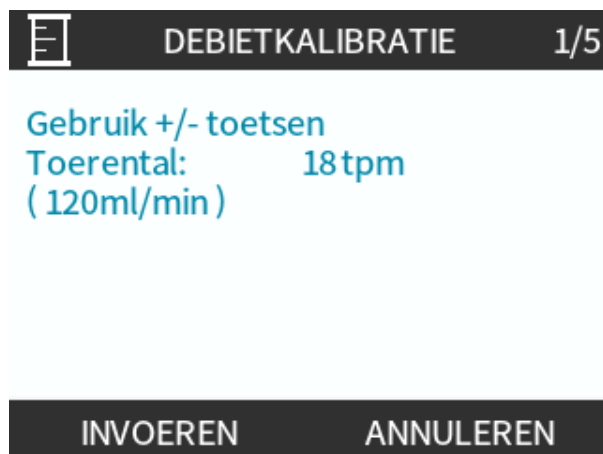 DEBIETKALIBRATIE 1/5
Gebruik +/- toetsen
Toerental: 18 tpm
( 120ml/min )
INVOEREN ANNULEREN